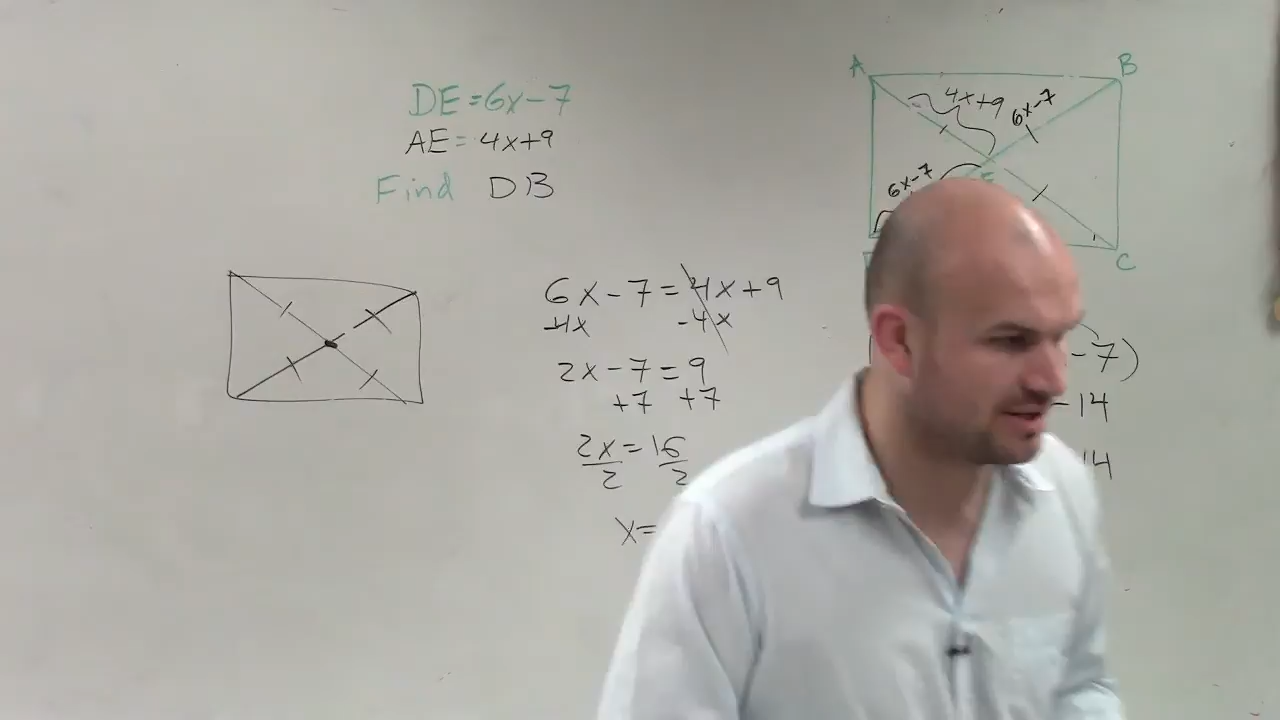 DE=6x-7
AE=4x+9
Find DB
A
B
4x+9
6x-7
6x-7
E
C
6x-7=4x+9
-4x -4x
2x-7=9
+7 +7
2x=16
2 2
x=
-7)
-14
14